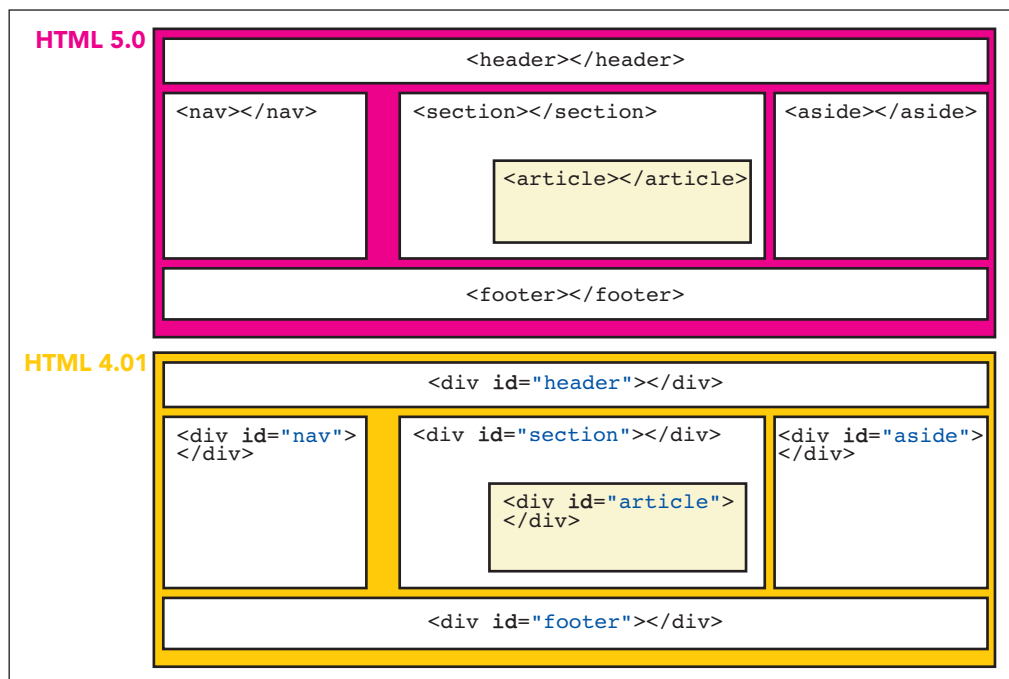 HTML 5.0
<header></header>
<nav></nav>
<section></section>
<aside></aside>
<article></article>
<footer></footer>
HTML 4.01
<div id="header"></div>
<div id="nav">
</div>
<div id="section"></div>
<div id="aside">
</div>
<div id="article">
</div>
<div id="footer"></div>